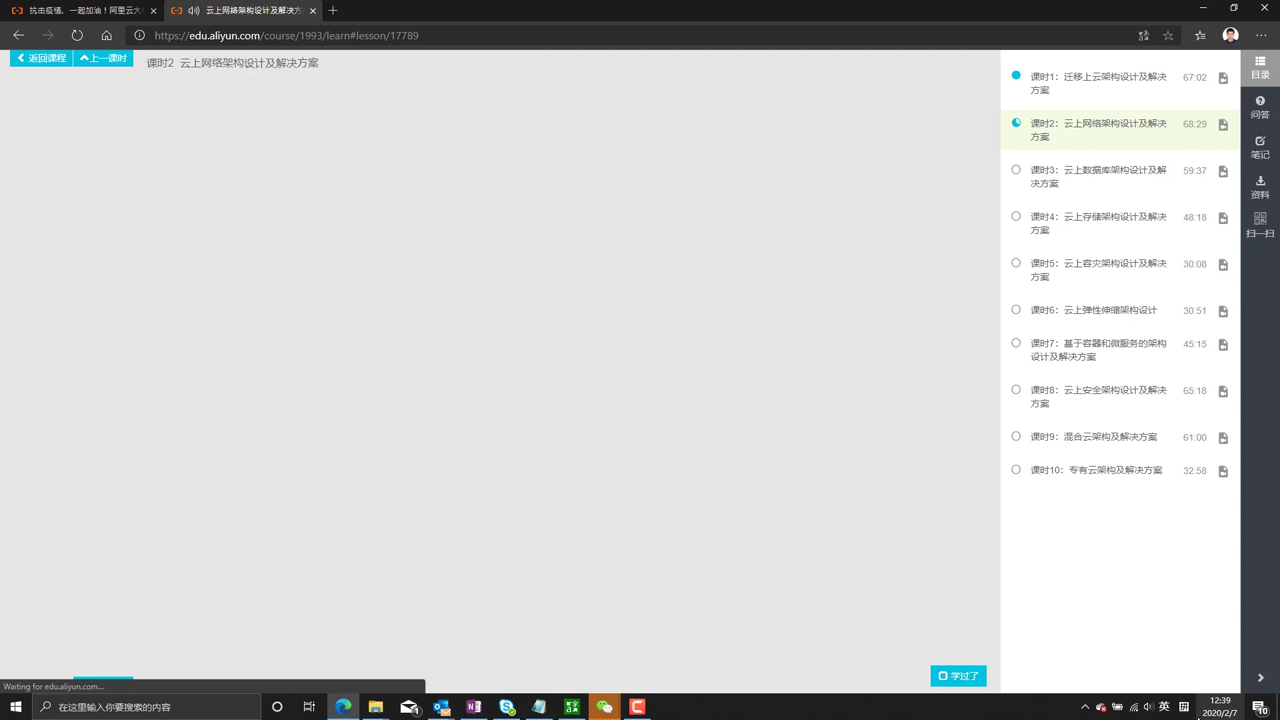 抗击疫情，一起加油！阿里云大
云上网络架构设计及解决方
https://edu.aliyun.com/course/1993/learn#lesson/17789
返回课程
上一课时
课时2 云上网络架构设计及解决方案
课时1：迁移上云架构设计及解决
方案
67:02
课时2：云上网络架构设计及解决
方案
68:29
课时3：云上数据库架构设计及解
决方案
59:37
课时4：云上存储架构设计及解决
方案
48:18
课时5：云上容灾架构设计及解决
方案
30:08
课时6：云上弹性伸缩架构设计
30:51
课时7：基于容器和微服务的架构
设计及解决方案
45:15
课时8：云上安全架构设计及解决
方案
65:18
课时9：混合云架构及解决方案
61:00
课时10：专有云架构及解决方案
32:58
目录
问答
笔记
资料
扫一扫
学过了
Waiting for edu.aliyun.com...
在这里输入你要搜索的内容
英
12:39
2020/2/7
10